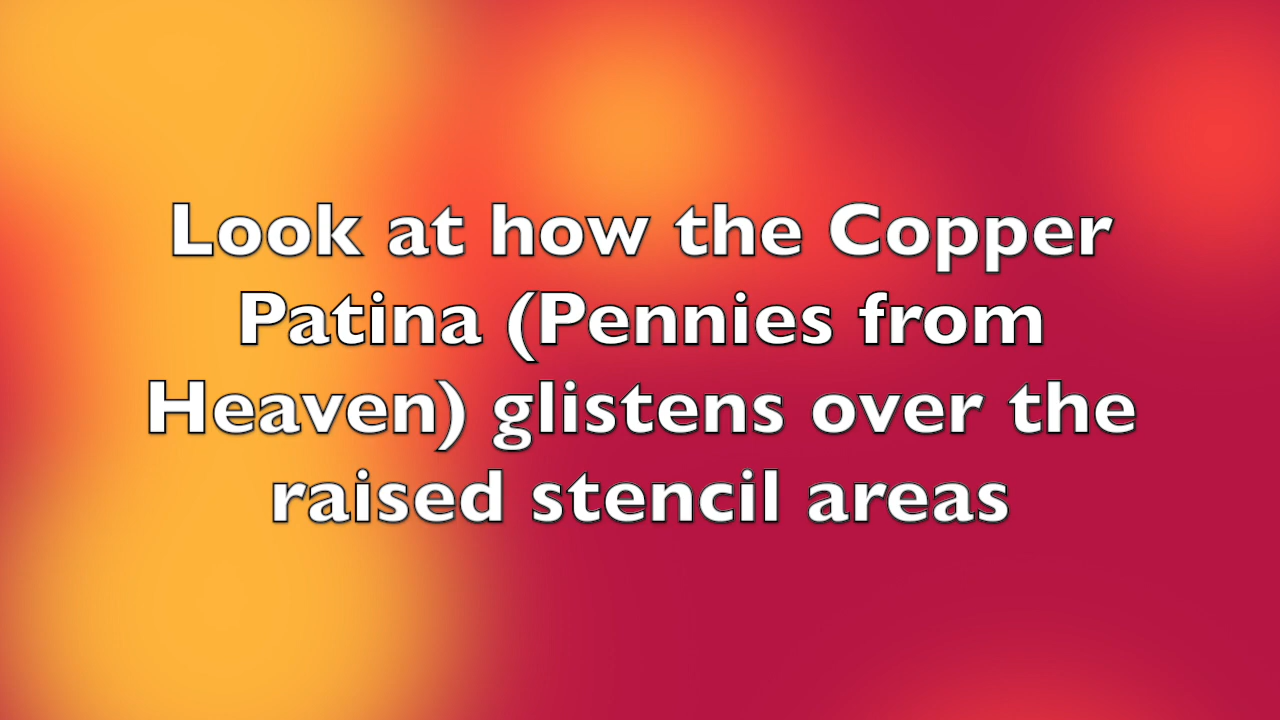 Look at how the Copper
Patina (Pennies from
Heaven) glistens over the
raised stencil areas